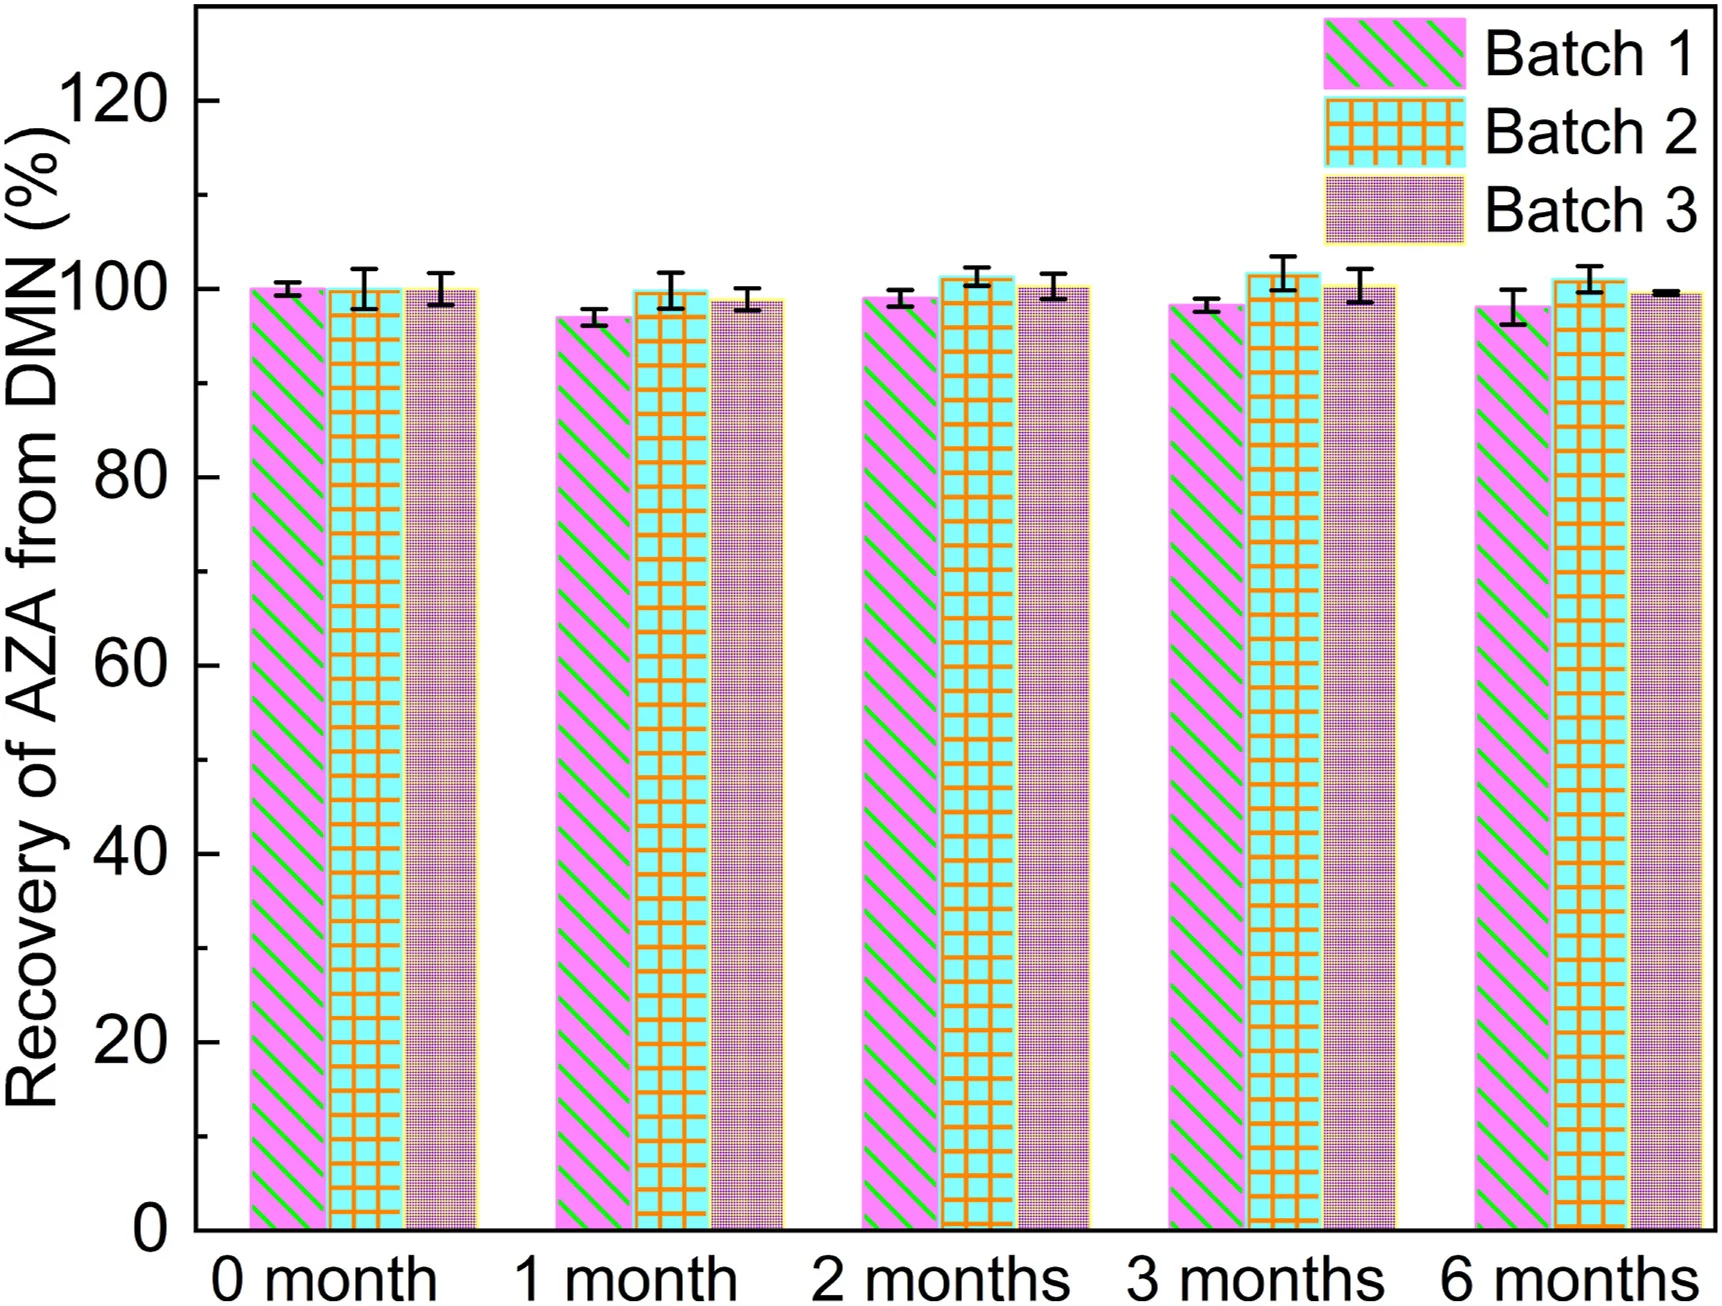 Recovery of AZA from DMN (%)
120
100
80
60
40
20
0
Batch 1
Batch 2
Batch 3
0 month 1 month 2 months 3 months 6 months